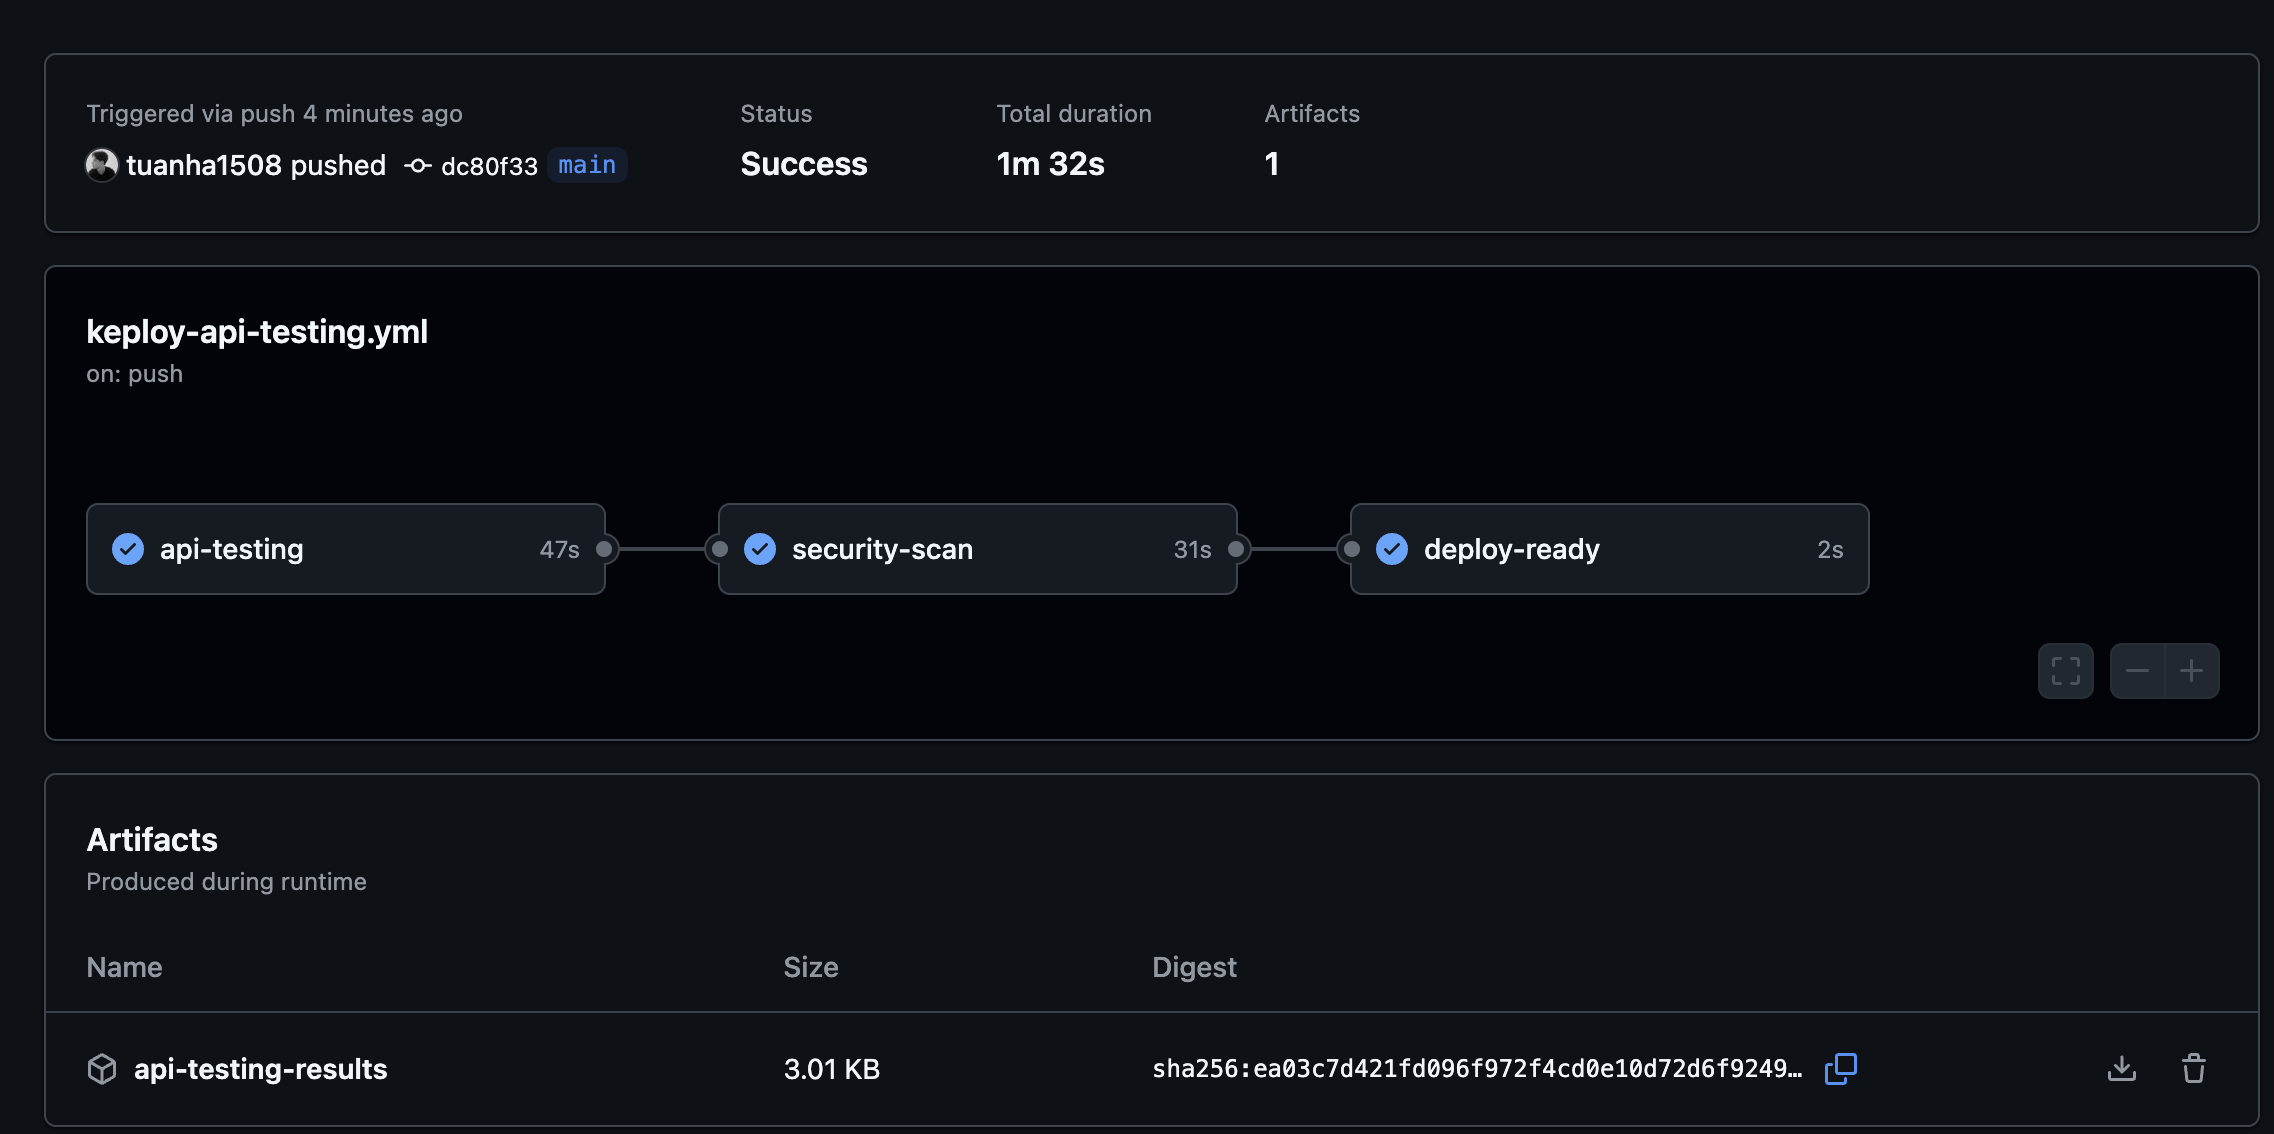 Triggered via push 4 minutes ago
tuanha1508 pushed dc80f33 main
Status
Success
Total duration
1m 32s
Artifacts
1
keploy-api-testing.yml
on: push
api-testing 47s
security-scan 31s
deploy-ready 2s
Artifacts
Produced during runtime
Name Size Digest
api-testing-results 3.01 KB sha256:ea03c7d421fd096f972f4cd0e10d72d6f9249…